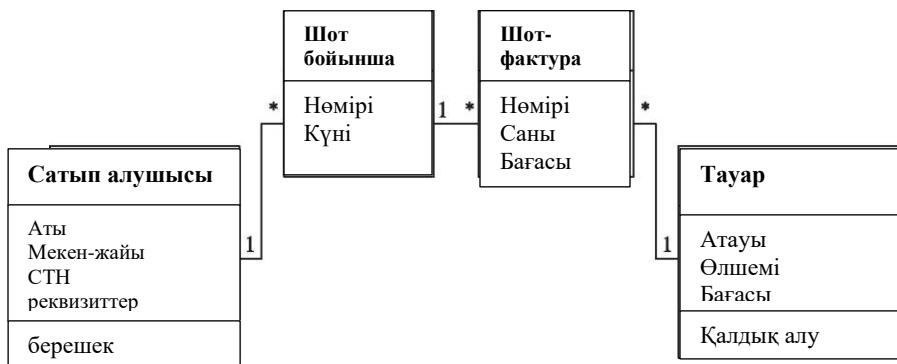 Шот
бойынша
Нөмірі
Күні
Шот-
фактура
Нөмірі
Саны
Бағасы
*
1
*
*
Сатып алушысы
Аты
Мекен-жайы
СТН
реквизиттер
берешек
1
Тауар
Атауы
Өлшемі
Бағасы
Қалдық алу
1